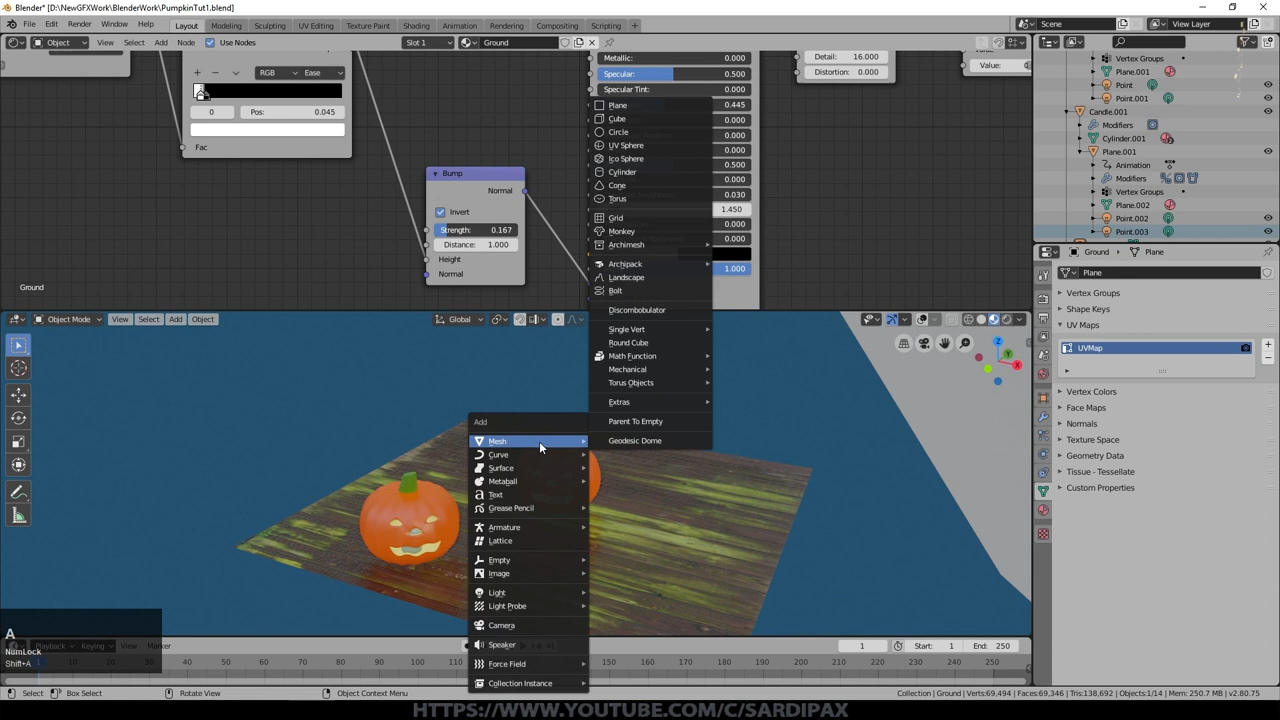 Blender* [D:\NewGFXWork\BlenderWork\PumpkinTut1.blend]
File Edit Render Window Help Layout Modeling Sculpting UV Editing Texture Paint Shading Animation Rendering Compositing Scripting Scene View Layer
Object View Select Add Node Use Nodes Slot 1 Ground
RGB Ease
0 Pos: 0.045
Fac
Bump
Normal
Invert
Strength: 0.167
Distance: 1.000
Height
Normal
Ground
Metallic: 0.000
Specular: 0.500
Specular Tint: 0.000
0.445
0.000
0.000
0.000
0.500
0.000
0.030
1.450
0.000
0.000
1.000
Detail: 16.000
Distortion: 0.000
Value:
Plane
Cube
Circle
UV Sphere
Ico Sphere
Cylinder
Cone
Torus
Grid
Monkey
Archimesh
Archipack
Landscape
Bolt
Discombobulator
Single Vert
Round Cube
Math Function
Mechanical
Torus Objects
Extras
Parent To Empty
Geodesic Dome
Object Mode View Select Add Object Global
Add
Mesh
Curve
Surface
Metaball
Text
Grease Pencil
Armature
Lattice
Empty
Image
Light
Light Probe
Camera
Speaker
Force Field
Collection Instance
Z
Y
X
Vertex Groups
Plane.001
Point
Point.001
Candle.001
Modifiers
Cylinder.001
Plane.001
Animation
Modifiers
Vertex Groups
Plane.002
Point.002
Point.003
Ground Plane
Plane
Vertex Groups
Shape Keys
UV Maps
UVMap
Vertex Colors
Face Maps
Normals
Texture Space
Geometry Data
Tissue - Tessellate
Custom Properties
A
NumLock
Shift+A
Playback Keying View Marker
1 Start: 1 End: 250
10 20 30 40 50 60 70 80 90 100 110 150 160 170 180 190 200 210 220 230 240 250
Select Box Select Rotate View Object Context Menu
Collection | Ground | Verts:69,494 | Faces:69,346 | Tris:138,692 | Objects:1/14 | Mem: 250.7 MB | v2.80.75
HTTPS://WWW.YOUTUBE.COM/C/SARDIPAX